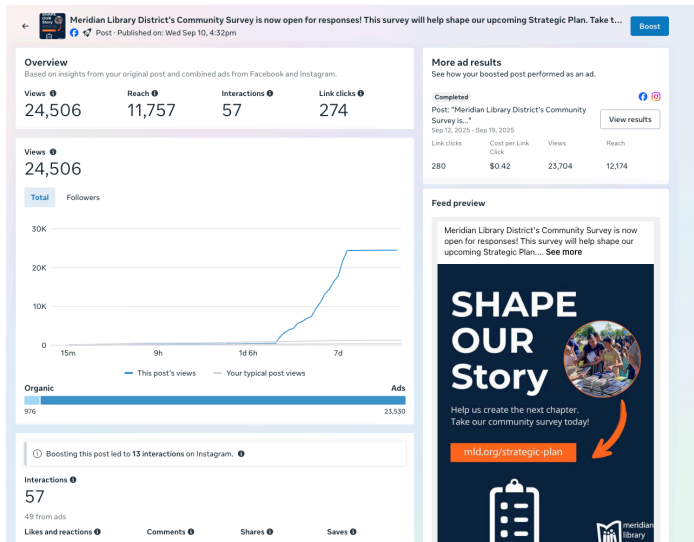 Meridian Library District's Community Survey is now open for responses! This survey will help shape our upcoming Strategic Plan. Take t...
Post · Published on: Wed Sep 10, 4:32pm
Boost
Overview
Based on insights from your original post and combined ads from Facebook and Instagram.
Views
Reach
Interactions
Link clicks
24,506
11,757
57
274
Views
24,506
Total
Followers
30K
20K
10K
0
15m
9h
1d 6h
7d
This post's views
Your typical post views
Organic
Ads
976
23,530
Boosting this post led to 13 interactions on Instagram.
Interactions
57
49 from ads
Likes and reactions
Comments
Shares
Saves
More ad results
See how your boosted post performed as an ad.
Completed
Post: "Meridian Library District's Community
Survey is..."
Sep 12, 2025 - Sep 19, 2025
View results
Link clicks
Cost per Link
Click
Views
Reach
280
$0.42
23,704
12,174
Feed preview
Meridian Library District's Community Survey is now
open for responses! This survey will help shape our
upcoming Strategic Plan.... See more
SHAPE
OUR
Story
Help us create the next chapter.
Take our community survey today!
mld.org/strategic-plan
meridian
library